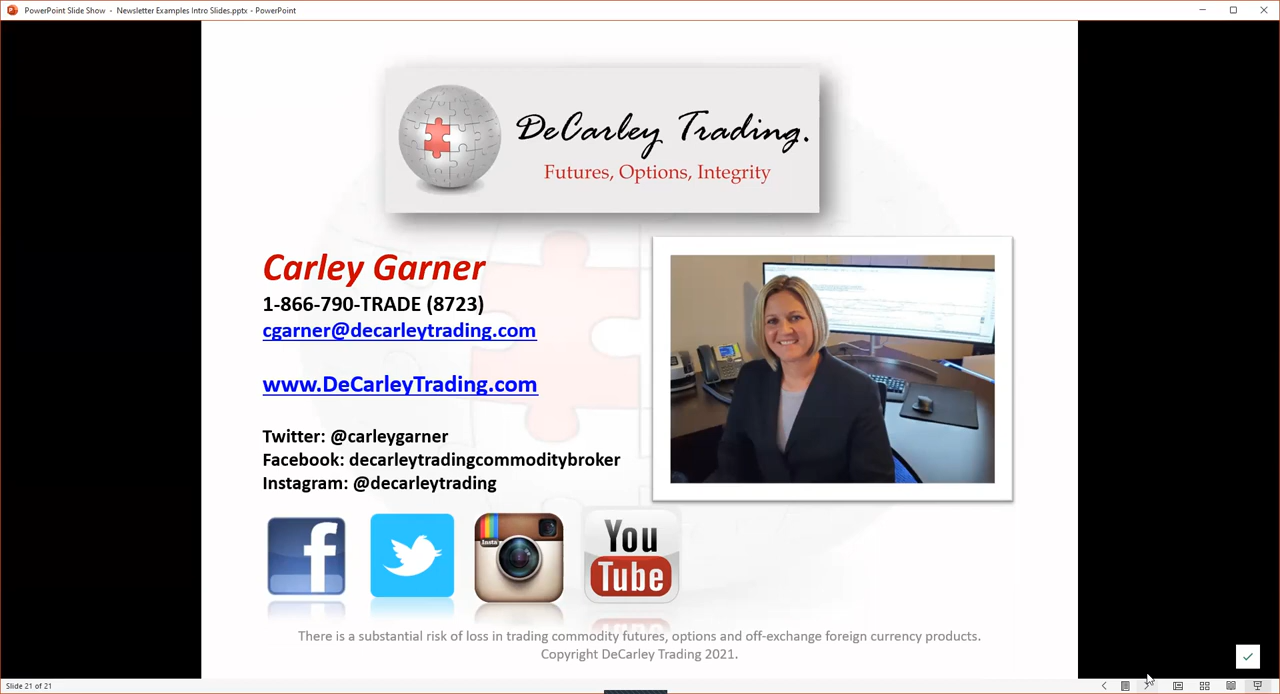 PowerPoint Slide Show - Newsletter Examples Intro Slides.pptx - PowerPoint
DeCarley Trading.
Futures, Options, Integrity
Carley Garner
1-866-790-TRADE (8723)
cgarner@decarleytrading.com
www.DeCarleyTrading.com
Twitter: @carleygarner
Facebook: decarleytradingcommoditybroker
Instagram: @decarleytrading
f
Insta
You
Tube
There is a substantial risk of loss in trading commodity futures, options and off-exchange foreign currency products.
Copyright DeCarley Trading 2021.
Slide 21 of 21